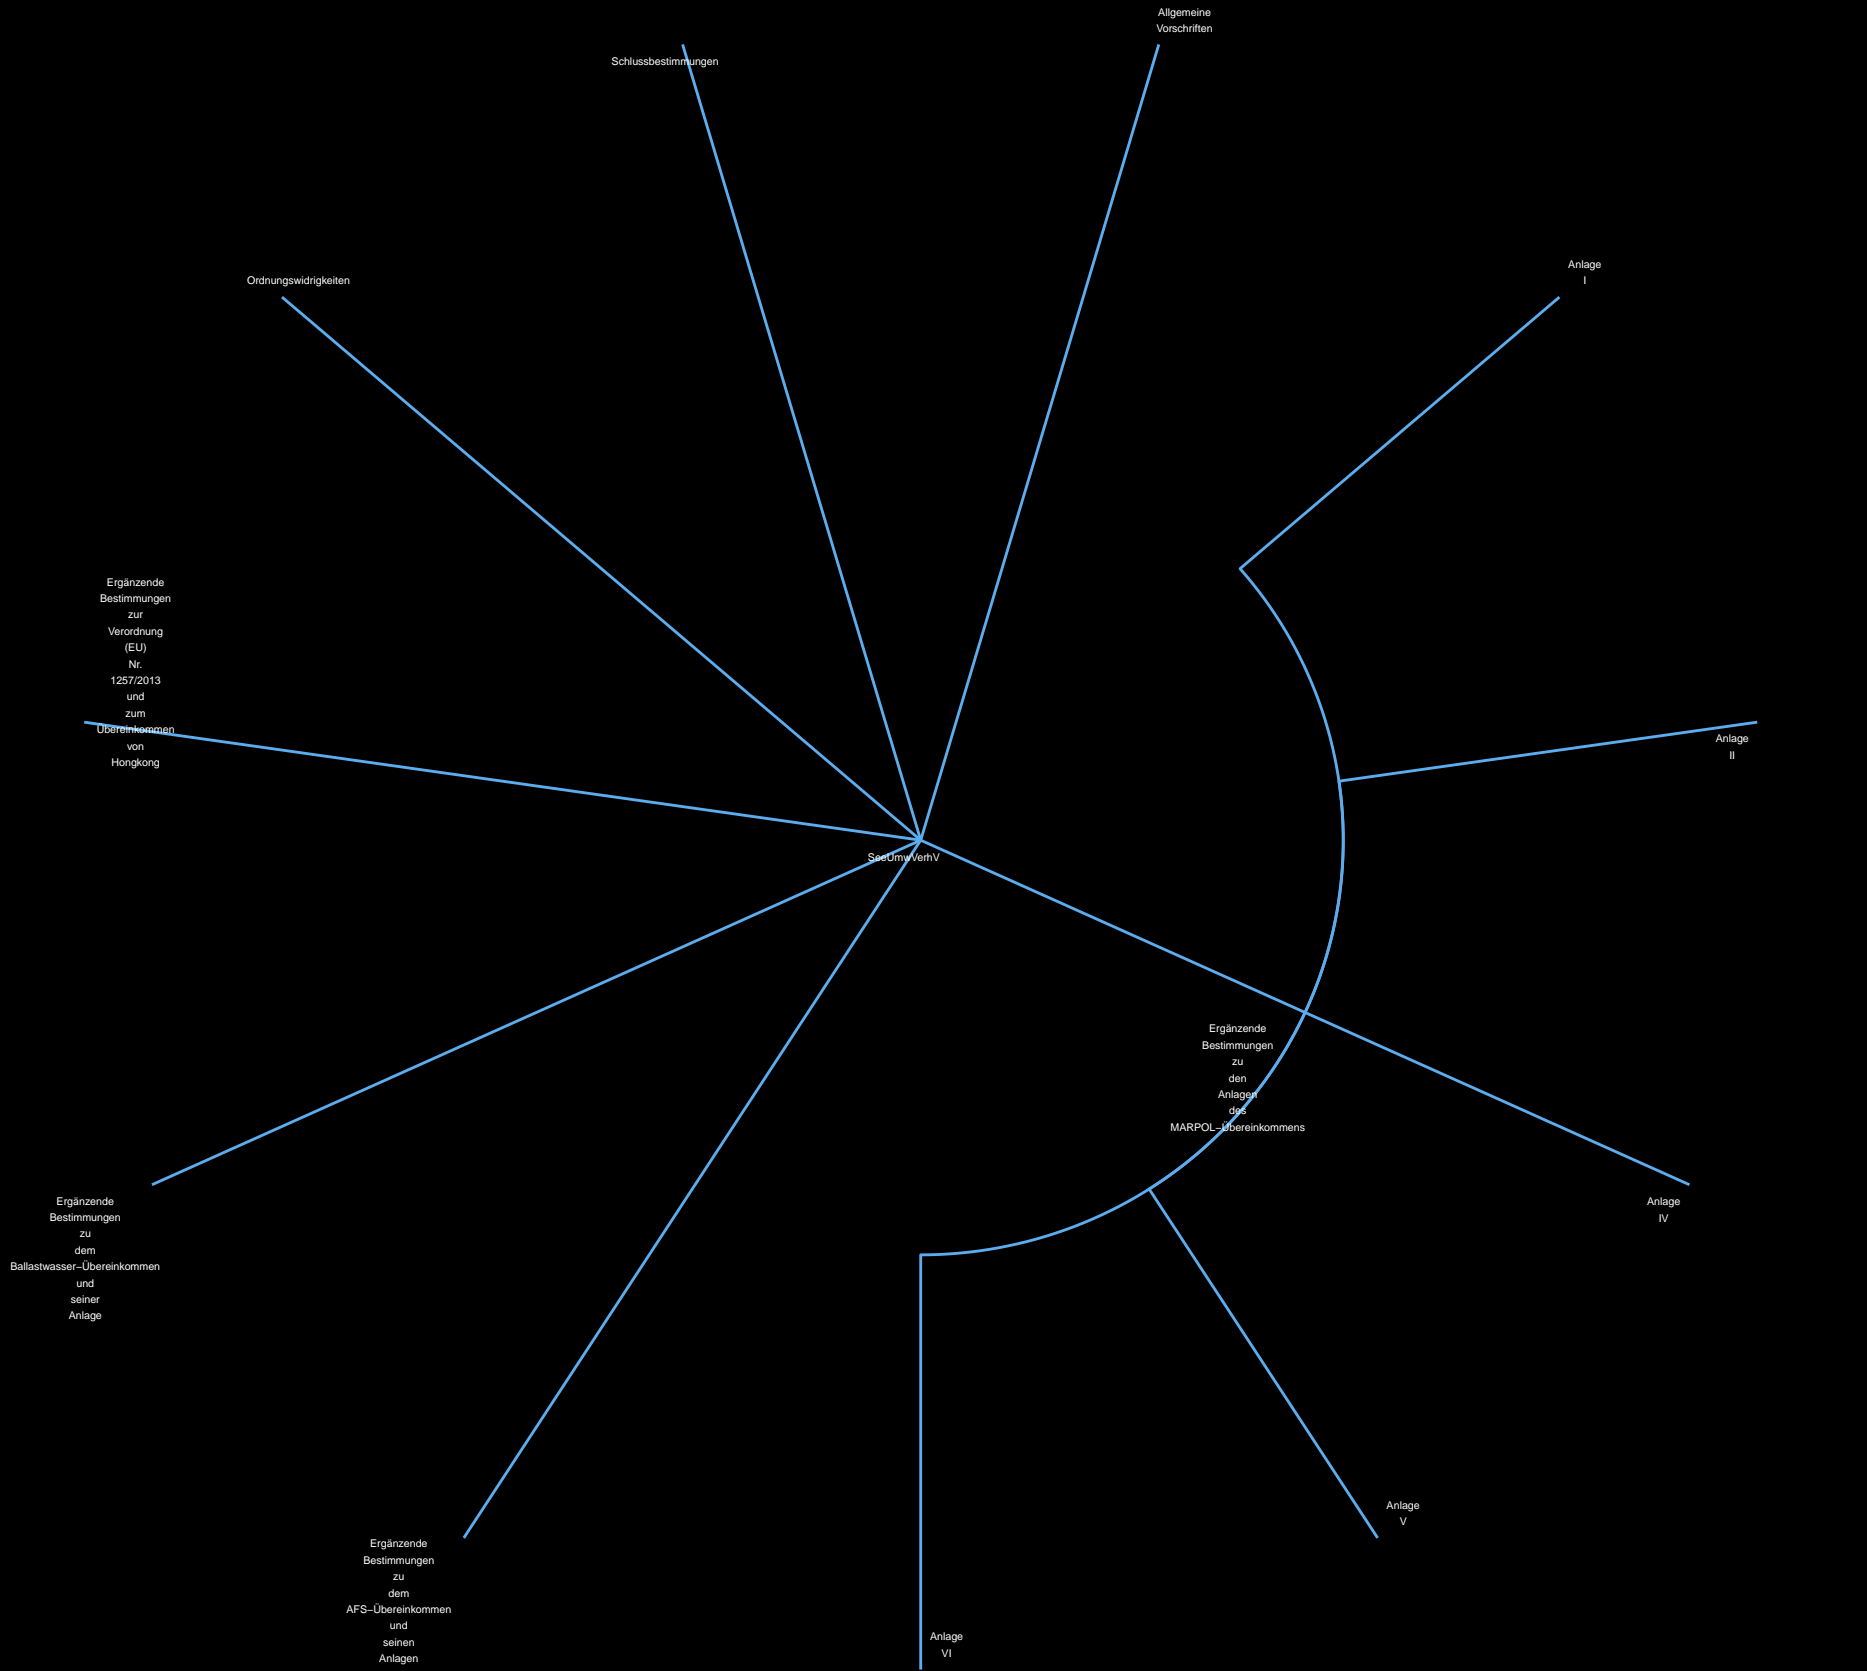 Allgemeine
Vorschriften
Schlussbestimmungen
Anlage
I
Ordnungswidrigkeiten
Ergänzende
Bestimmungen
zur
Verordnung
(EU)
Nr.
1257/2013
und
zum
Übereinkommen
von
Hongkong
Anlage
II
SeeUmwVerhV
Ergänzende
Bestimmungen
zu
den
Anlagen
des
MARPOL–Übereinkommens
Ergänzende
Bestimmungen
zu
dem
Ballastwasser–Übereinkommen
und
seiner
Anlage
Anlage
IV
Anlage
V
Ergänzende
Bestimmungen
zu
dem
AFS–Übereinkommen
und
seinen
Anlagen
Anlage
VI